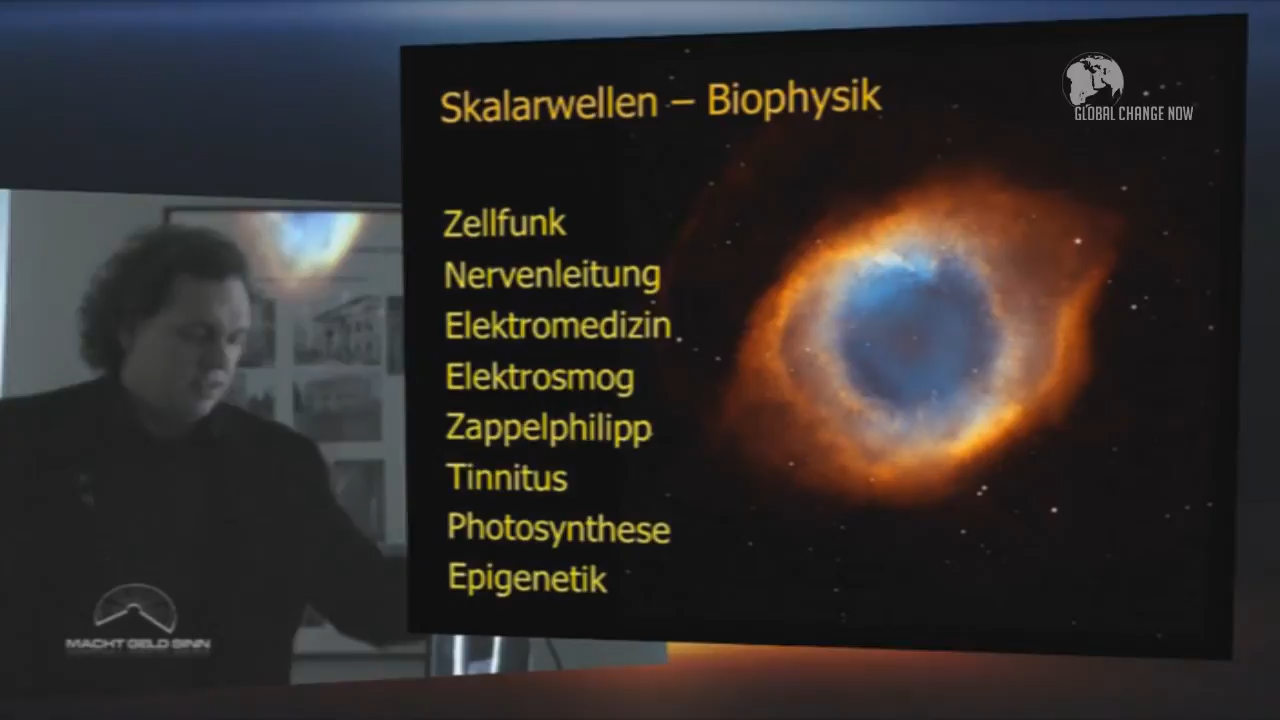 Skalarwellen – Biophysik
GLOBAL CHANGE NOW
Zellfunk
Nervenleitung
Elektromedizin
Elektrosmog
Zappelphilipp
Tinnitus
Photosynthese
Epigenetik
MACHT GELD SINN